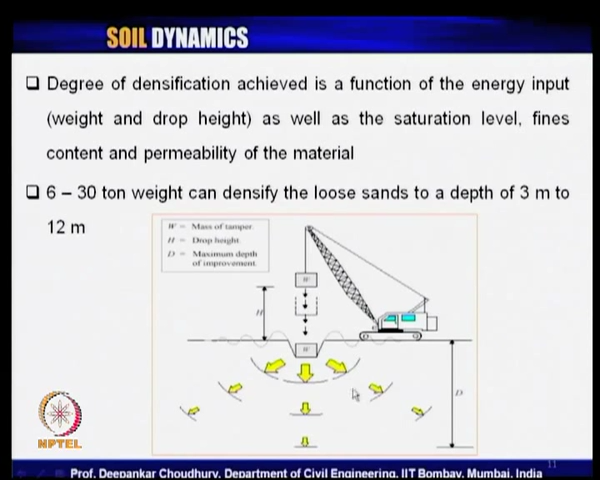 SOIL DYNAMICS
Degree of densification achieved is a function of the energy input
(weight and drop height) as well as the saturation level, fines
content and permeability of the material
6 – 30 ton weight can densify the loose sands to a depth of 3 m to
12 m
W = Mass of tamper.
H = Drop height.
D = Maximum depth
of improvement.
W
H
W
D
NPTEL
11
Prof. Deepankar Choudhury, Department of Civil Engineering, IIT Bombay, Mumbai, India